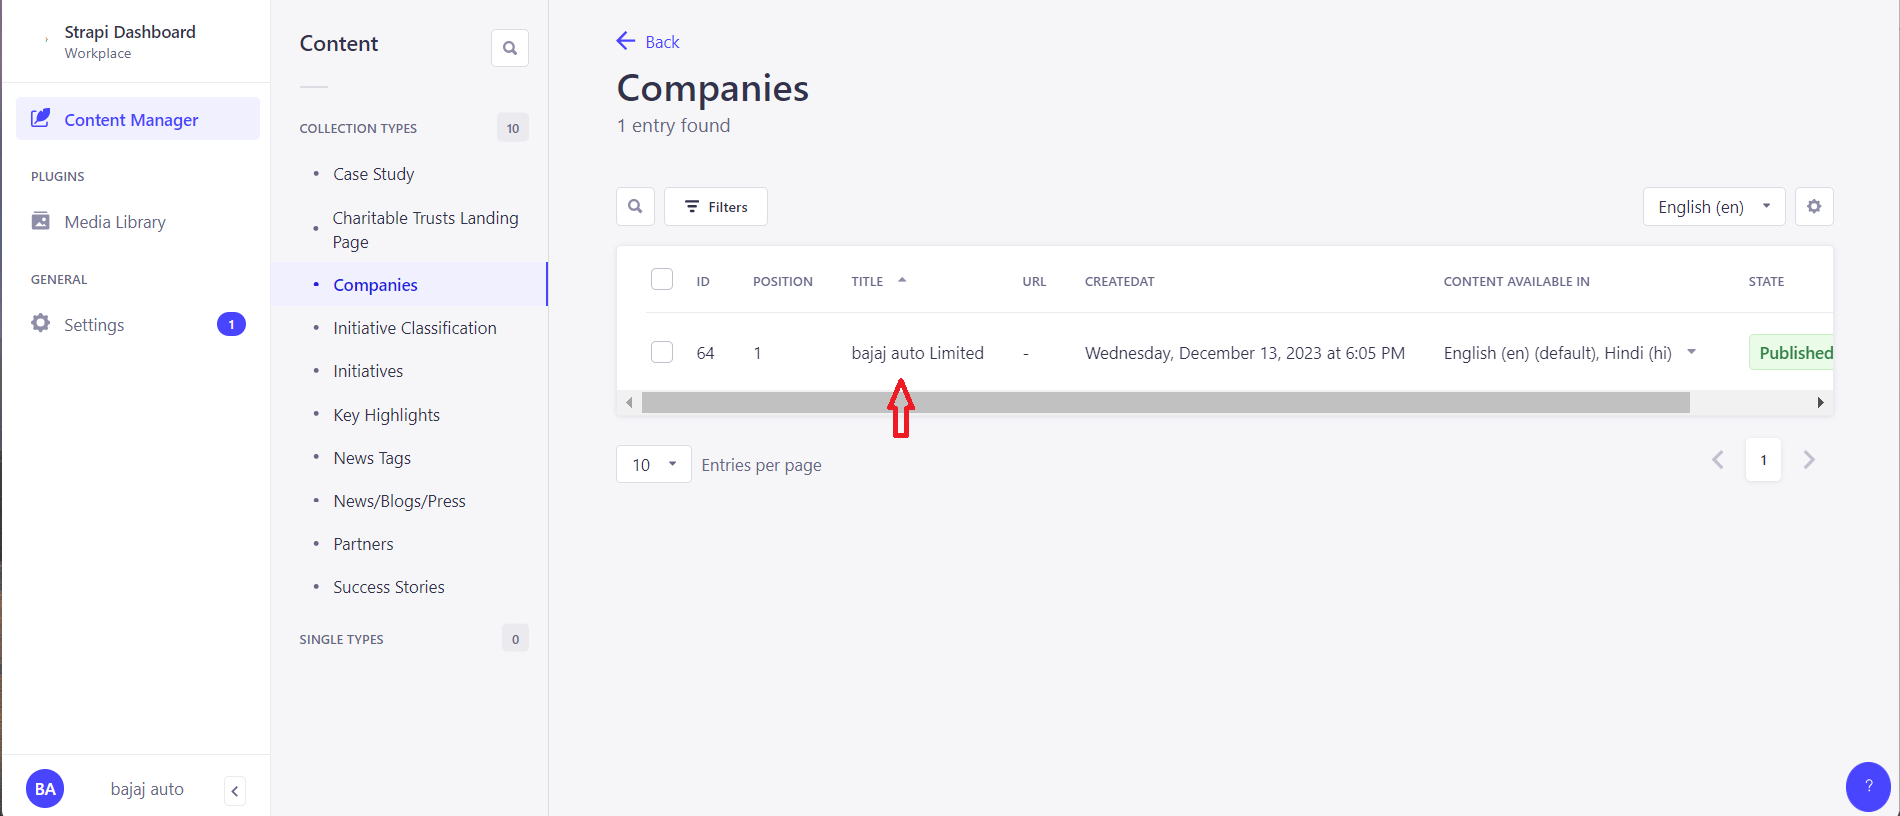 Strapi Dashboard
Workplace
Content Manager
PLUGINS
Media Library
GENERAL
Settings
1
BA
bajaj auto
Content
COLLECTION TYPES
10
Case Study
Charitable Trusts Landing
Page
Companies
Initiative Classification
Initiatives
Key Highlights
News Tags
News/Blogs/Press
Partners
Success Stories
SINGLE TYPES
0
Back
Companies
1 entry found
Filters
English (en)
ID POSITION TITLE URL CREATEDAT CONTENT AVAILABLE IN STATE
64 1 bajaj auto Limited - Wednesday, December 13, 2023 at 6:05 PM English (en) (default), Hindi (hi) Published
10 Entries per page
1
?